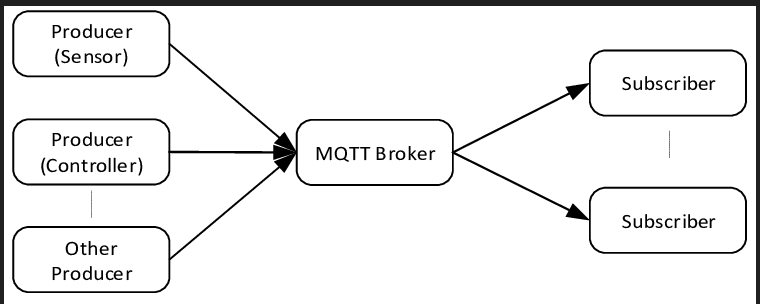 Producer
(Sensor)
Producer
(Controller)
Other
Producer
MQTT Broker
Subscriber
Subscriber